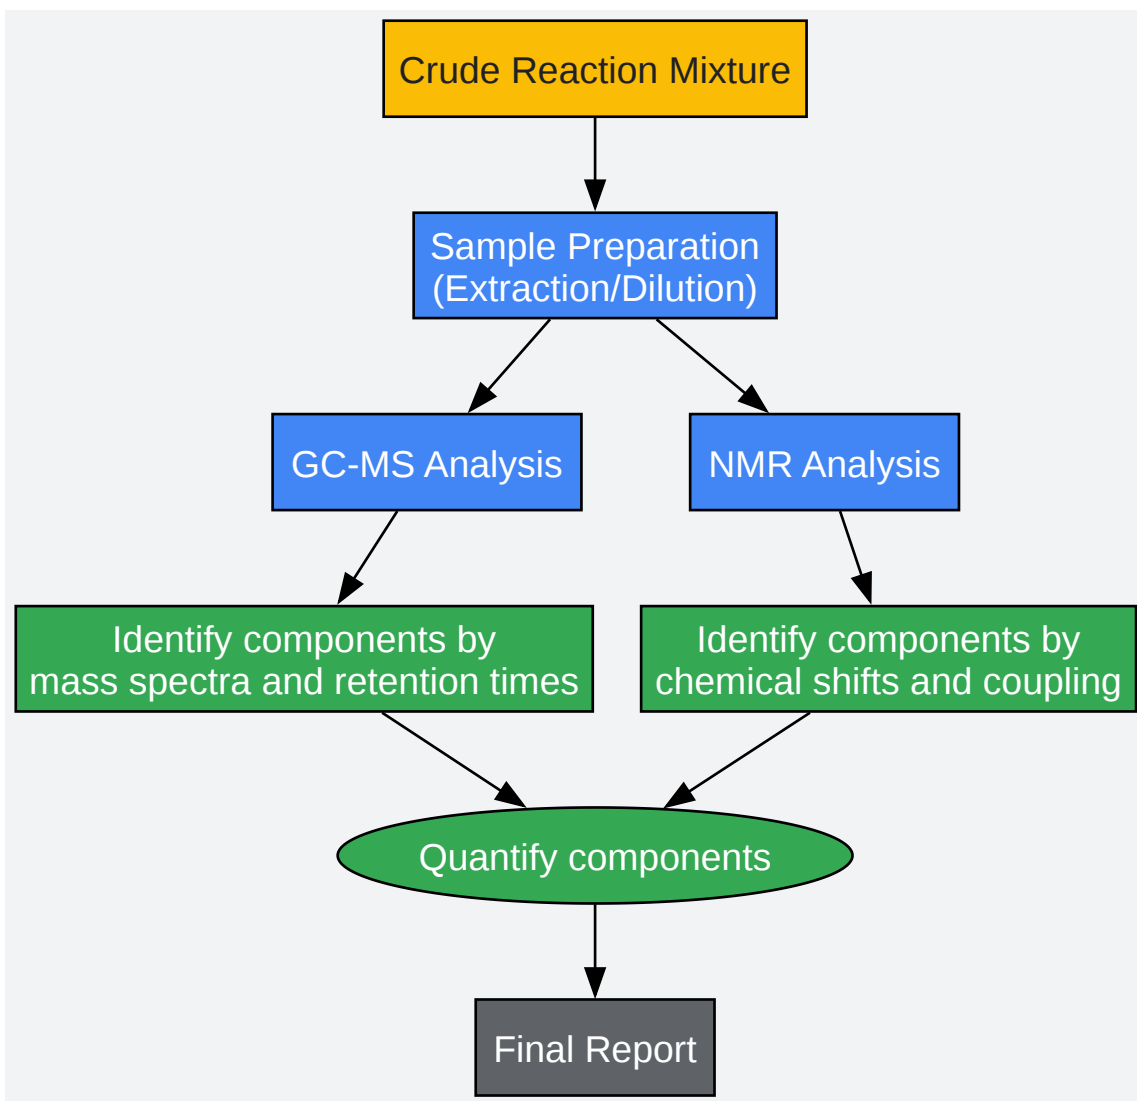 Crude Reaction Mixture
Sample Preparation
(Extraction/Dilution)
GC-MS Analysis
NMR Analysis
Identify components by
mass spectra and retention times
Identify components by
chemical shifts and coupling
Quantify components
Final Report